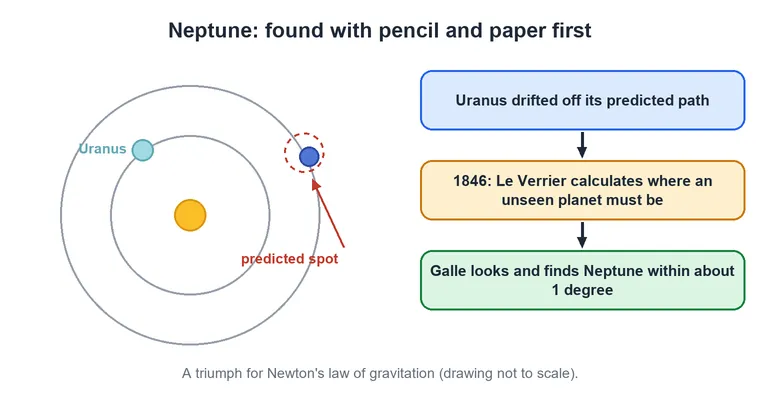 Neptune: found with pencil and paper first
Uranus
predicted spot
Uranus drifted off its predicted path
1846: Le Verrier calculates where an
unseen planet must be
Galle looks and finds Neptune within about
1 degree
A triumph for Newton's law of gravitation (drawing not to scale).